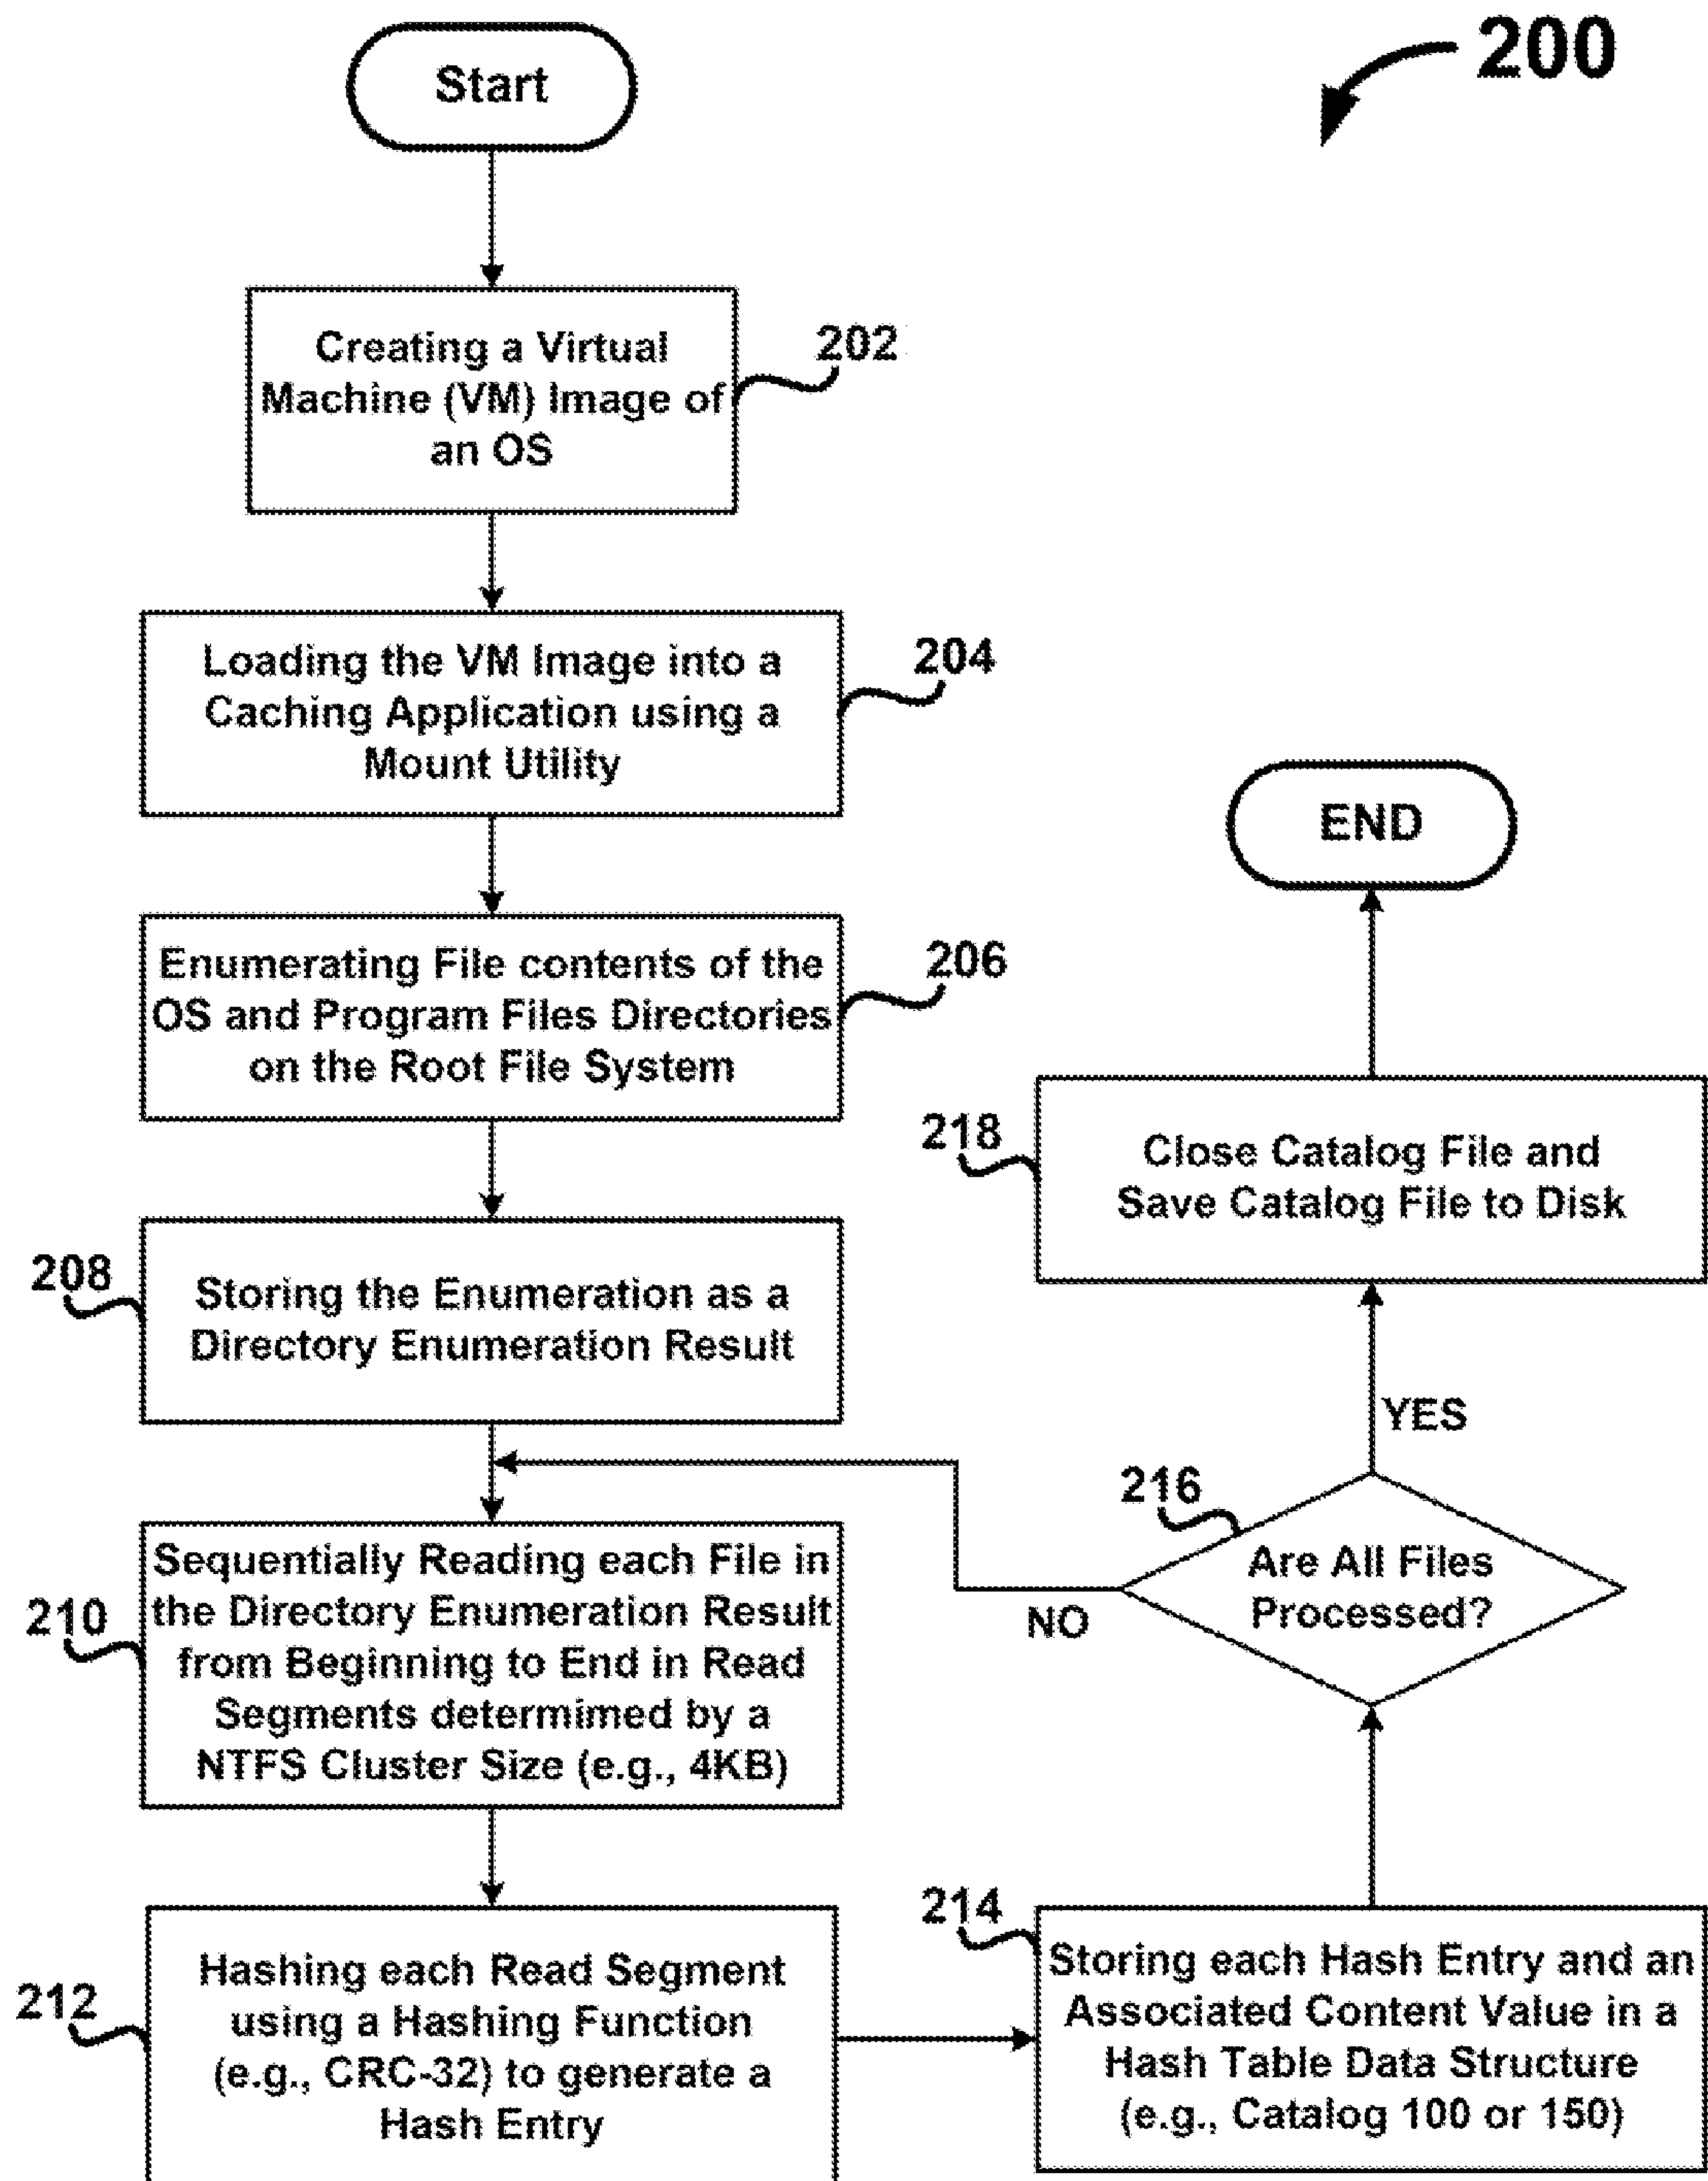 200
Start
Creating a Virtual
Machine (VM) Image of
an OS
202
Loading the VM Image into a
Caching Application using a
Mount Utility
204
Enumerating File contents of the
OS and Program Files Directories
on the Root File System
206
Storing the Enumeration as a
Directory Enumeration Result
208
Sequentially Reading each File in
the Directory Enumeration Result
from Beginning to End in Read
Segments determimed by a
NTFS Cluster Size (e.g., 4KB)
210
Hashing each Read Segment
using a Hashing Function
(e.g., CRC-32) to generate a
Hash Entry
212
214
Storing each Hash Entry and an
Associated Content Value in a
Hash Table Data Structure
(e.g., Catalog 100 or 150)
216
Are All Files
Processed?
NO
YES
218
Close Catalog File and
Save Catalog File to Disk
END